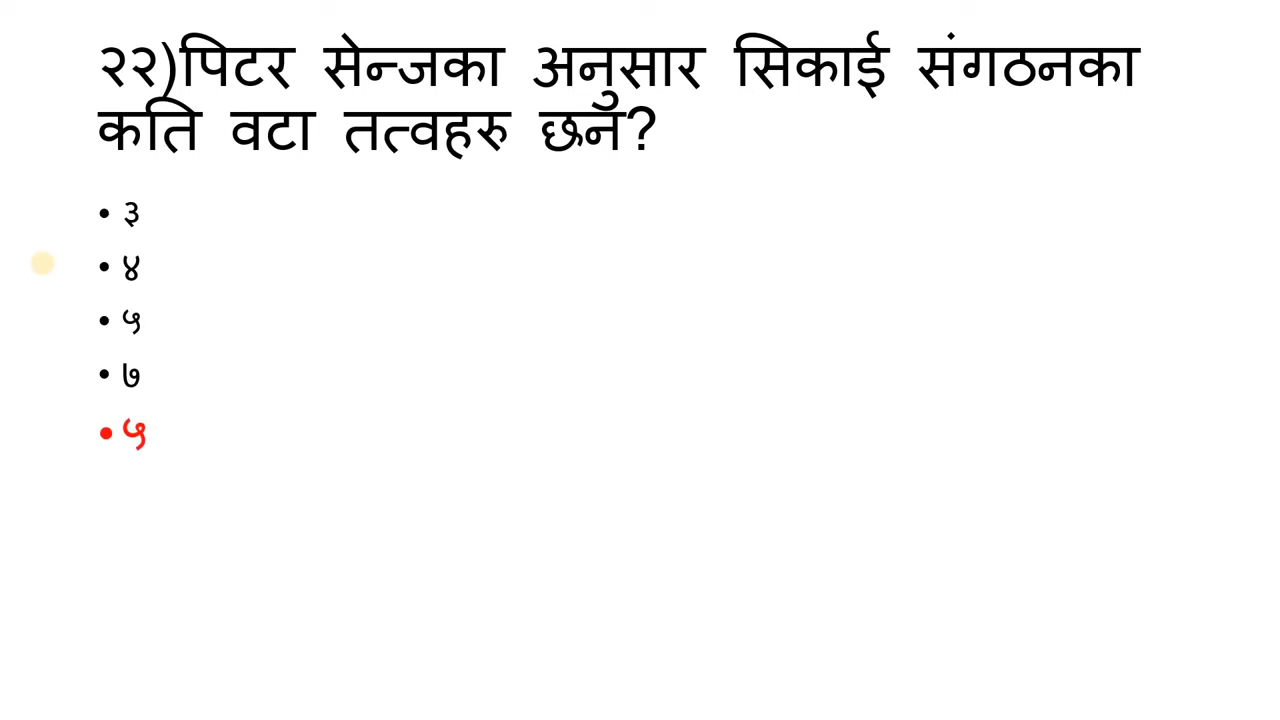 २२)पिटर सेन्जका अनुसार सिकाई संगठनका
कति वटा तत्वहरु छन?
• ३
• ४
• ५
• ७
• ५